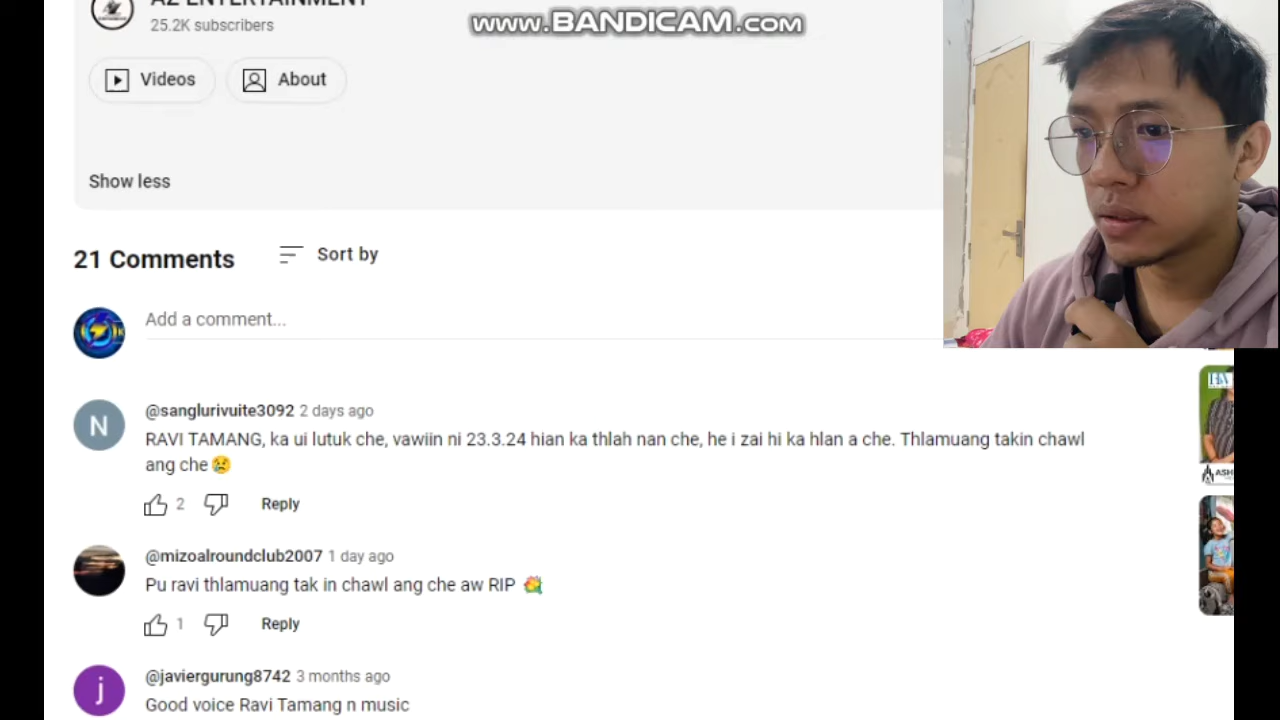 AZ ENTERTAINMENT
25.2K subscribers
www.BANDICAM.com
Videos
About
Show less
21 Comments
Sort by
Add a comment...
N
@sanglurivuite3092 2 days ago
RAVI TAMANG, ka ui lutuk che, vawiin ni 23.3.24 hian ka thlah nan che, he i zai hi ka hlan a che. Thlamuang takin chawl
ang che😢
2
Reply
@mizoalroundclub2007 1 day ago
Pu ravi thlamuang tak in chawl ang che aw RIP 💐
1
Reply
j
@javiergurung8742 3 months ago
Good voice Ravi Tamang n music